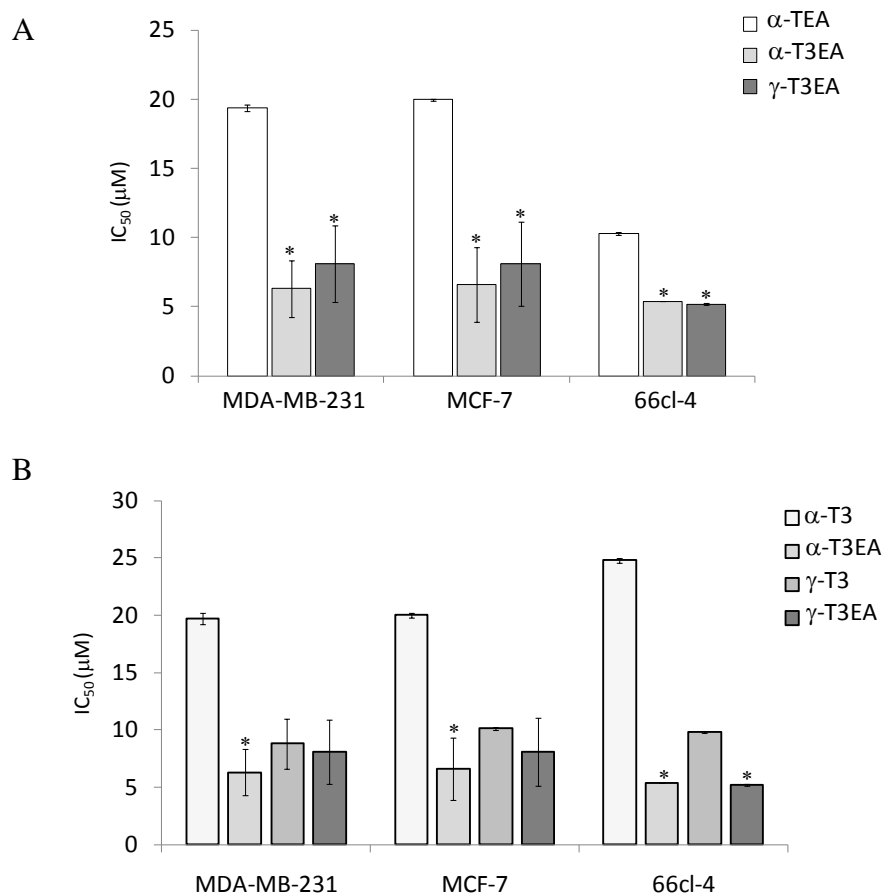 A
α-TEA
α-T3EA
γ-T3EA
25
20
15
10
5
0
IC50 (μM)
*
*
*
*
*
*
MDA-MB-231
MCF-7
66cl-4
B
α-T3
α-T3EA
γ-T3
γ-T3EA
30
25
20
15
10
5
0
IC50 (μM)
*
*
*
*
MDA-MB-231
MCF-7
66cl-4